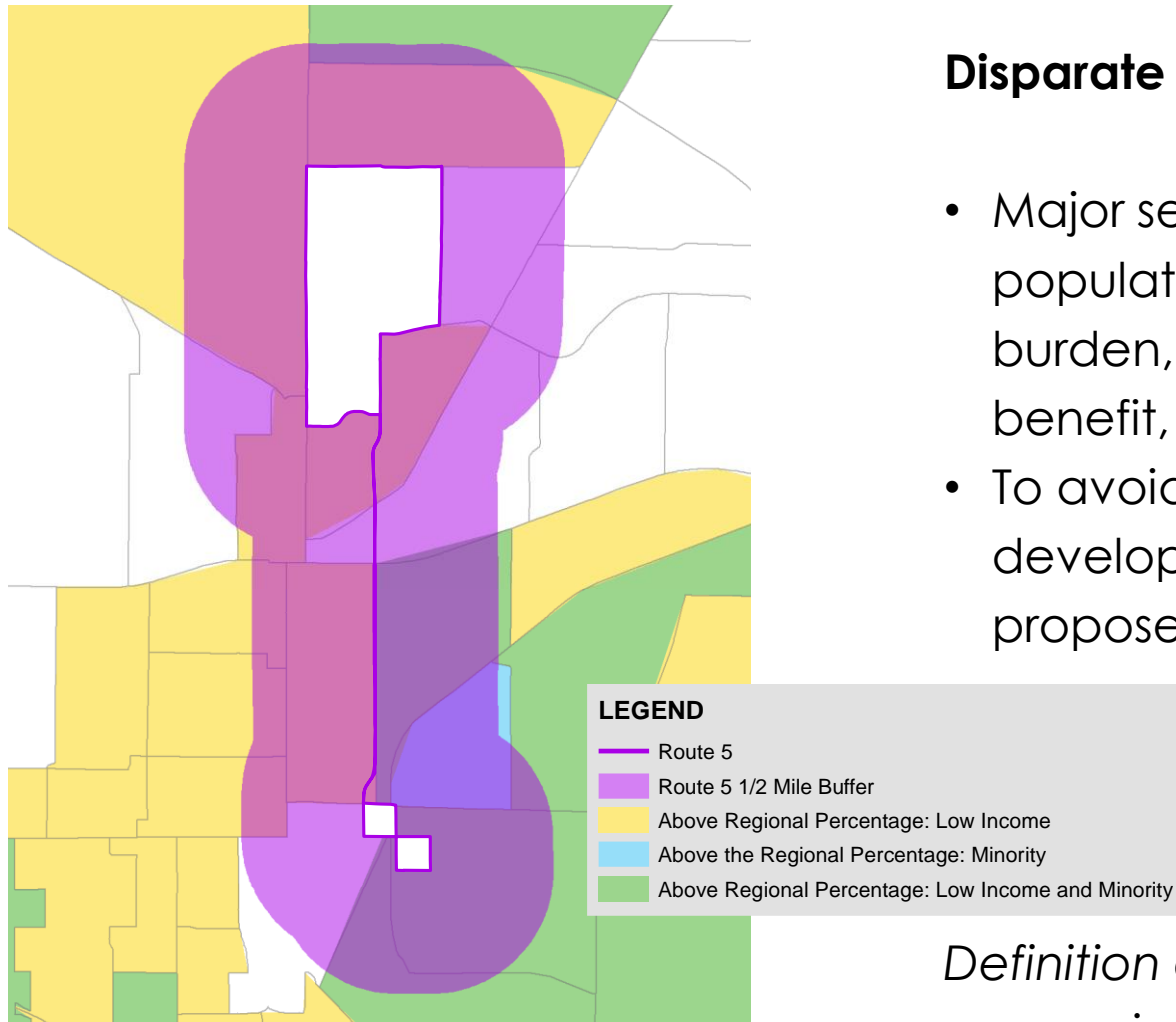 Disparate
• Major se
populat
burden,
benefit,
• To avoid
develop
propose
LEGEND
Route 5
Route 5 1/2 Mile Buffer
Above Regional Percentage: Low Income
Above the Regional Percentage: Minority
Above Regional Percentage: Low Income and Minority
Definition